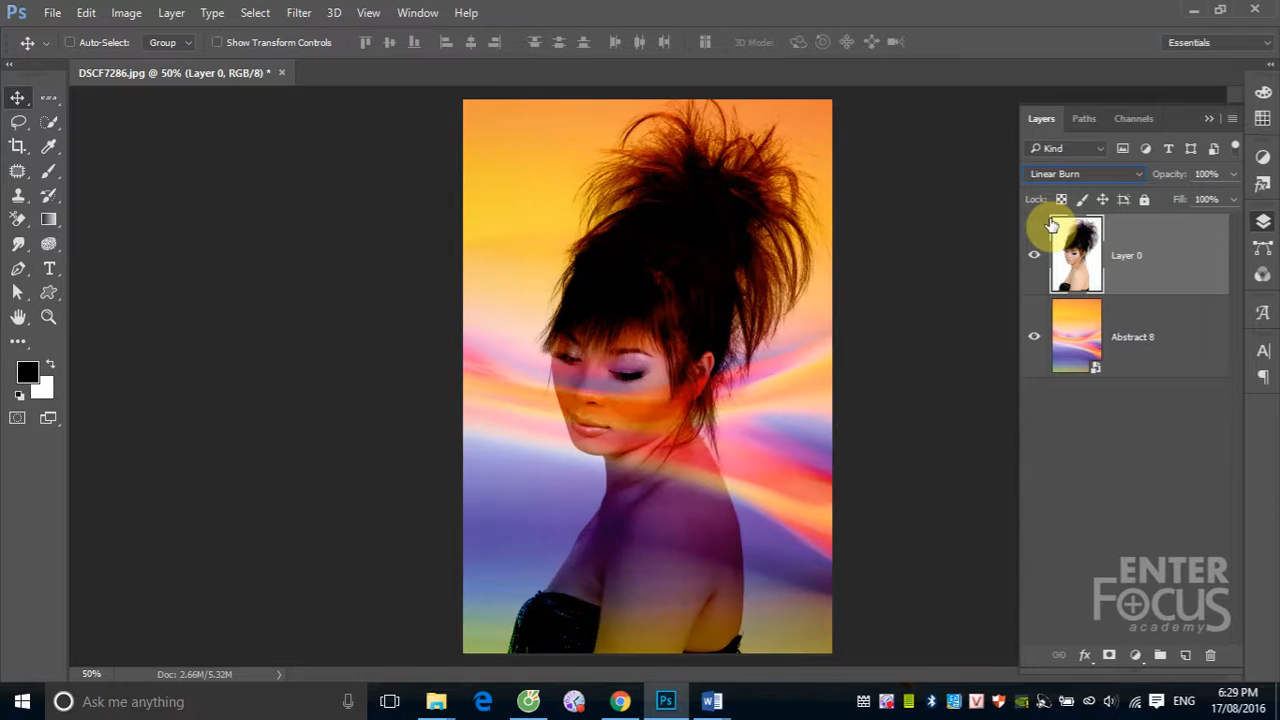 Ps File Edit Image Layer Type Select Filter 3D View Window Help
Auto-Select: Group Show Transform Controls 3D Mode: Essentials
DSCF7286.jpg @ 50% (Layer 0, RGB/8) * ×
Layers Paths Channels
Kind
Linear Burn Opacity: 100%
Lock: Fill: 100%
Layer 0
Abstract 8
ENTER
FOCUS
academy
50% Doc: 2.66M/5.32M
Ask me anything
Ps
ENG
6:29 PM
17/08/2016